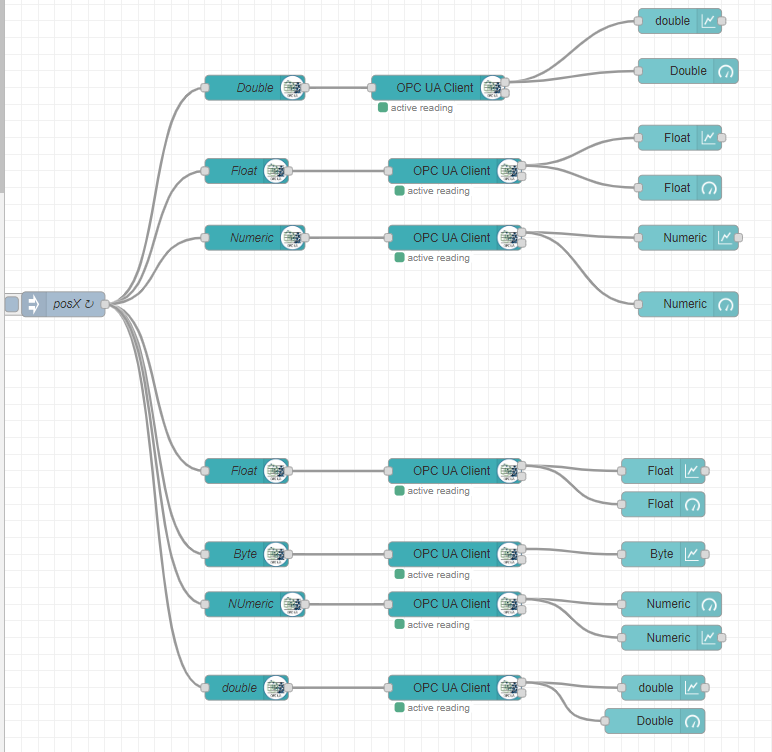 double
Double
OPC UA Client
Double
active reading
Float
Float
OPC UA Client
active reading
Float
Numeric
OPC UA Client
Numeric
active reading
posX ↻
Numeric
Float
OPC UA Client
Float
active reading
Float
Byte
OPC UA Client
Byte
active reading
NUmeric
OPC UA Client
Numeric
active reading
Numeric
double
OPC UA Client
double
active reading
Double